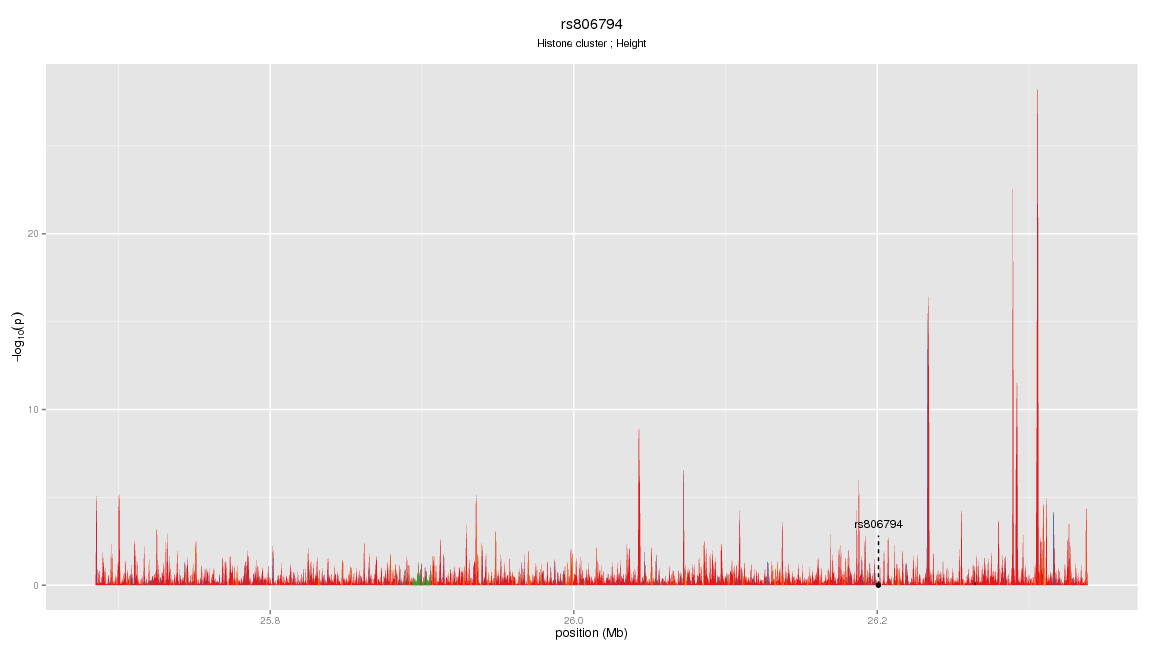 rs806794
Histone cluster ; Height
−log10(p)
20
10
0
rs806794
25.8
26.0
26.2
position (Mb)